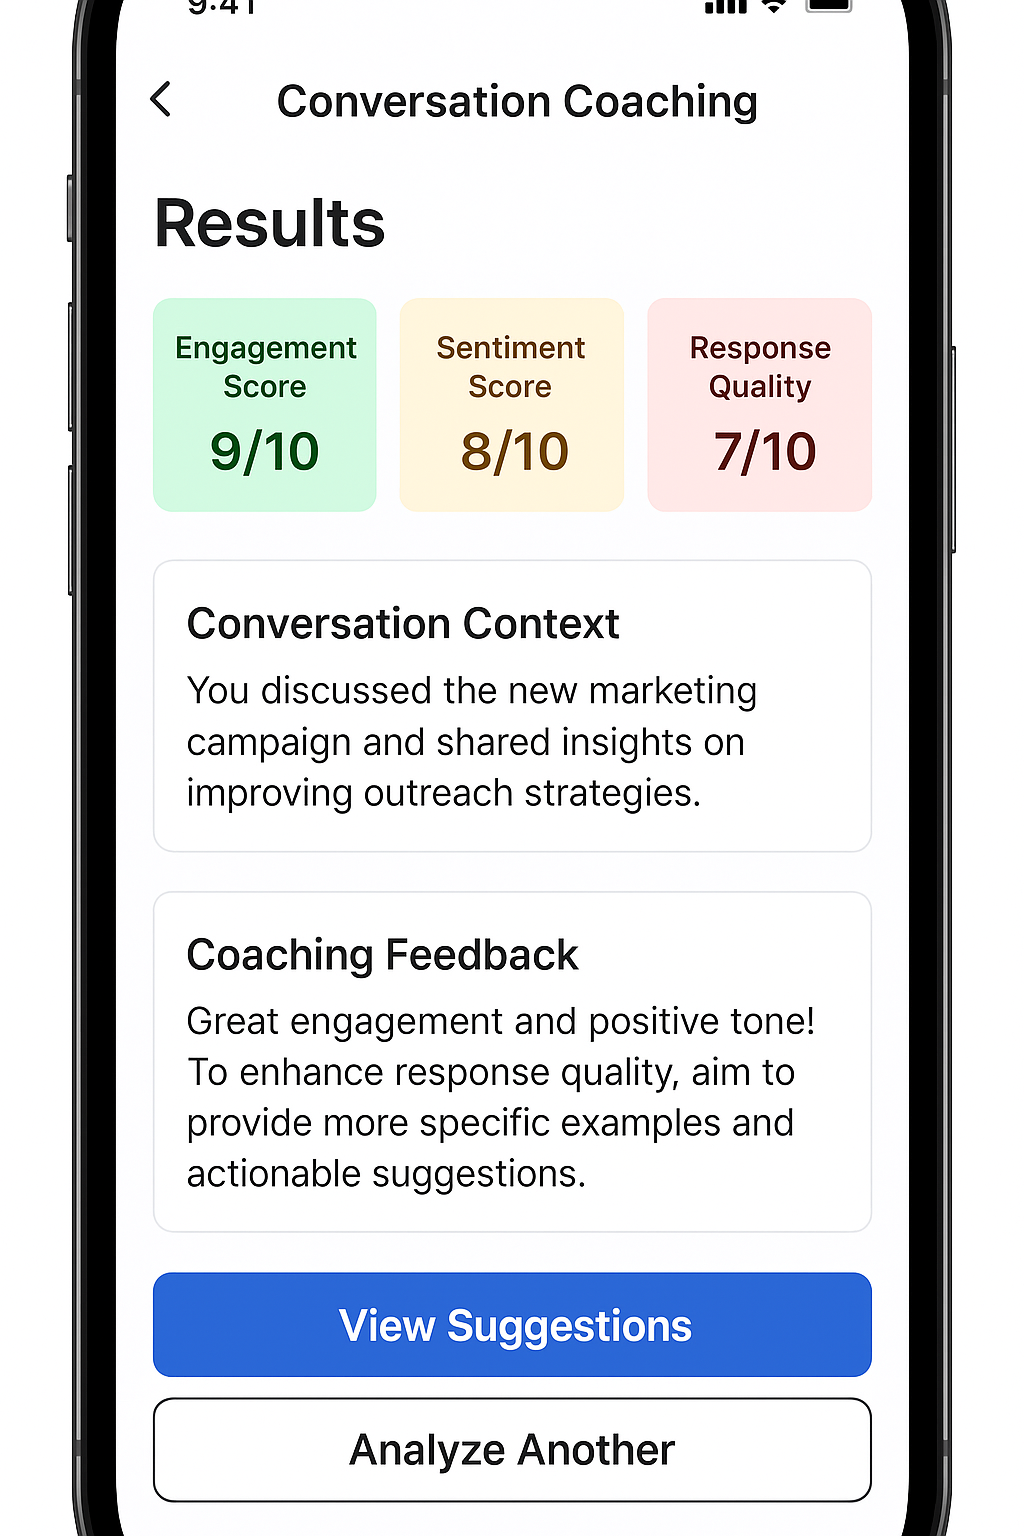 9:41
Conversation Coaching
Results
Engagement
Score
9/10
Sentiment
Score
8/10
Response
Quality
7/10
Conversation Context
You discussed the new marketing
campaign and shared insights on
improving outreach strategies.
Coaching Feedback
Great engagement and positive tone!
To enhance response quality, aim to
provide more specific examples and
actionable suggestions.
View Suggestions
Analyze Another